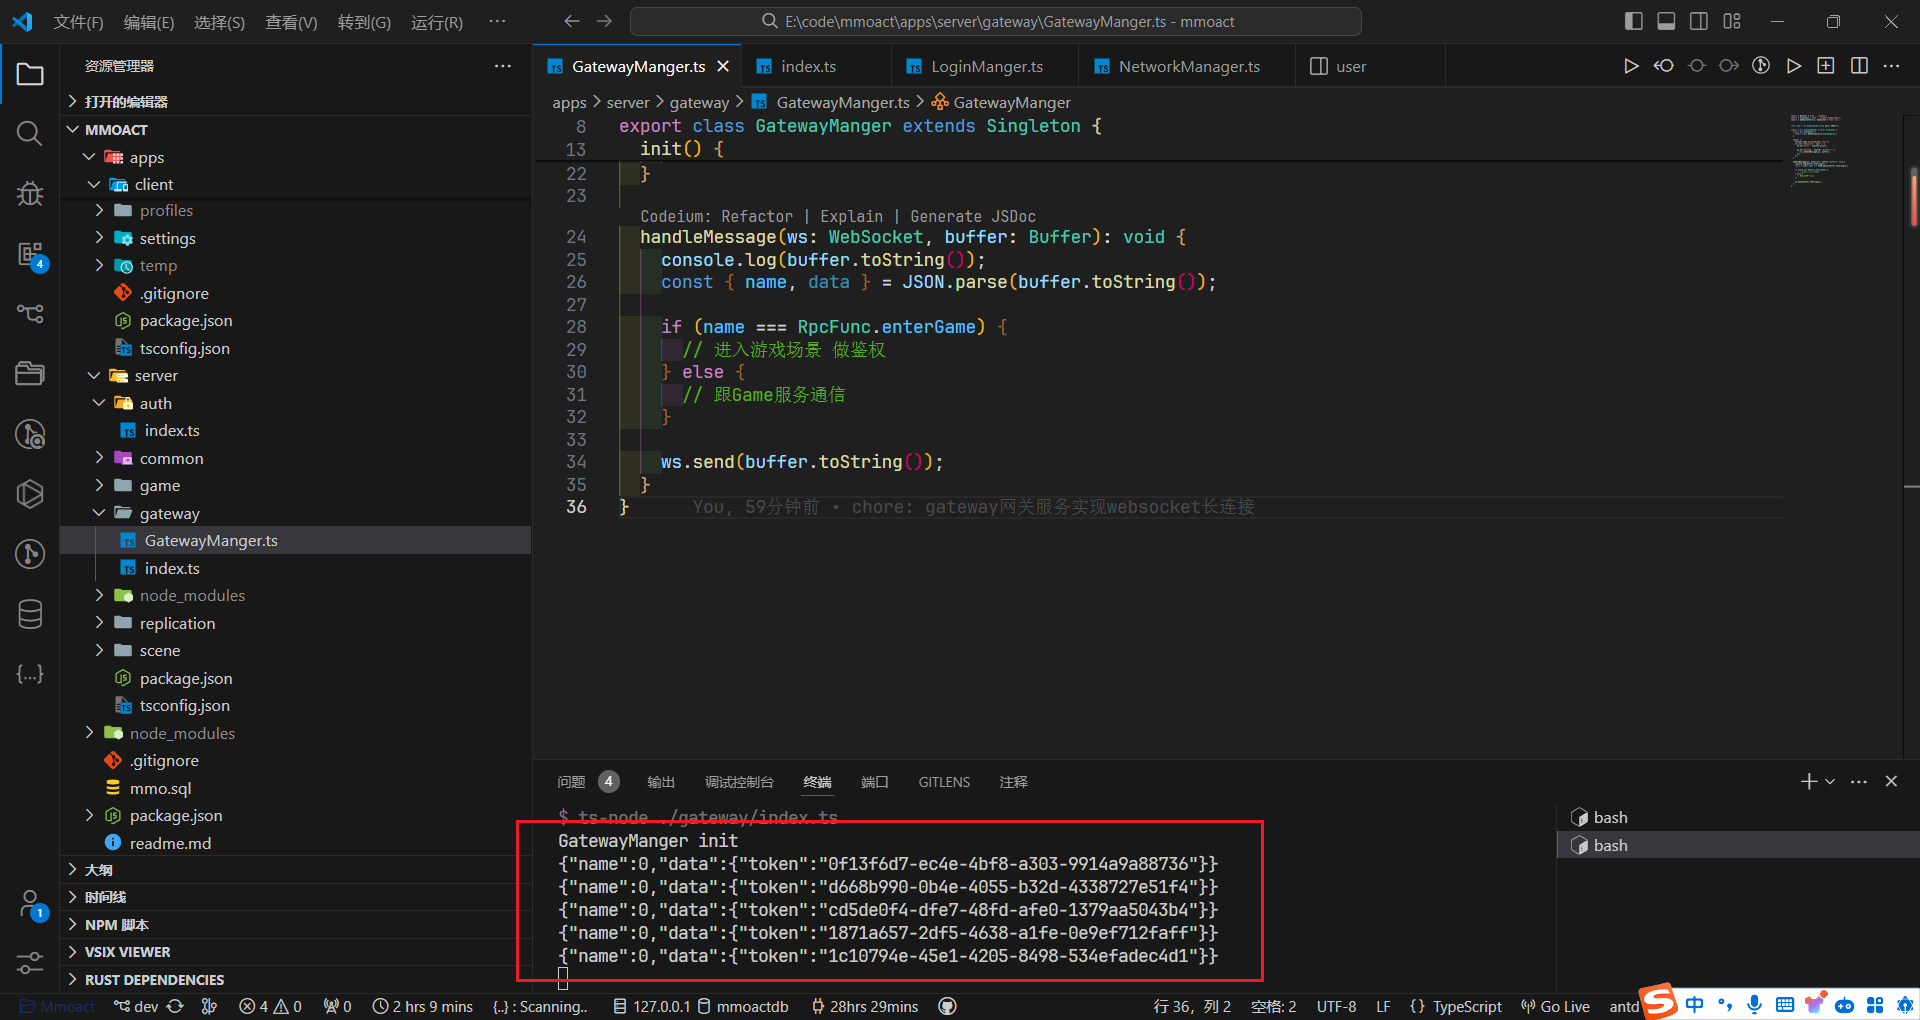 文件(F) 编辑(E) 选择(S) 查看(V) 转到(G) 运行(R) ··· E:\code\mmoact\apps\server\gateway\GatewayManger.ts - mmoact
资源管理器
打开的编辑器
MMOACT
apps
client
profiles
settings
temp
.gitignore
package.json
tsconfig.json
server
auth
index.ts
common
game
gateway
GatewayManger.ts
index.ts
node_modules
replication
scene
package.json
tsconfig.json
node_modules
.gitignore
mmo.sql
package.json
readme.md
大纲
时间线
NPM 脚本
VSIX VIEWER
RUST DEPENDENCIES
4
1
GatewayManger.ts index.ts LoginManger.ts NetworkManager.ts user
apps > server > gateway > GatewayManger.ts > GatewayManger
8 export class GatewayManger extends Singleton {
13 init() {
22 }
23
Codeium: Refactor | Explain | Generate JSDoc
24 handleMessage(ws: WebSocket, buffer: Buffer): void {
25 console.log(buffer.toString());
26 const { name, data } = JSON.parse(buffer.toString());
27
28 if (name === RpcFunc.enterGame) {
29 // 进入游戏场景 做鉴权
30 } else {
31 // 跟Game服务通信
32 }
33
34 ws.send(buffer.toString());
35 }
36 } You, 59分钟前 • chore: gateway网关服务实现websocket长连接
问题 4 输出 调试控制台 终端 端口 GITLENS 注释
$ ts-node ./gateway/index.ts
GatewayManger init
{"name":0,"data":{"token":"0f13f6d7-ec4e-4bf8-a303-9914a9a88736"}}
{"name":0,"data":{"token":"d668b990-0b4e-4055-b32d-4338727e51f4"}}
{"name":0,"data":{"token":"cd5de0f4-dfe7-48fd-afe0-1379aa5043b4"}}
{"name":0,"data":{"token":"1871a657-2df5-4638-a1fe-0e9ef712faff"}}
{"name":0,"data":{"token":"1c10794e-45e1-4205-8498-534efadec4d1"}}
bash
bash
Mmoact dev 4 0 0 2 hrs 9 mins {..} : Scanning.. 127.0.0.1 mmoactdb 28hrs 29mins 行 36，列 2 空格: 2 UTF-8 LF {} TypeScript Go Live antd 中